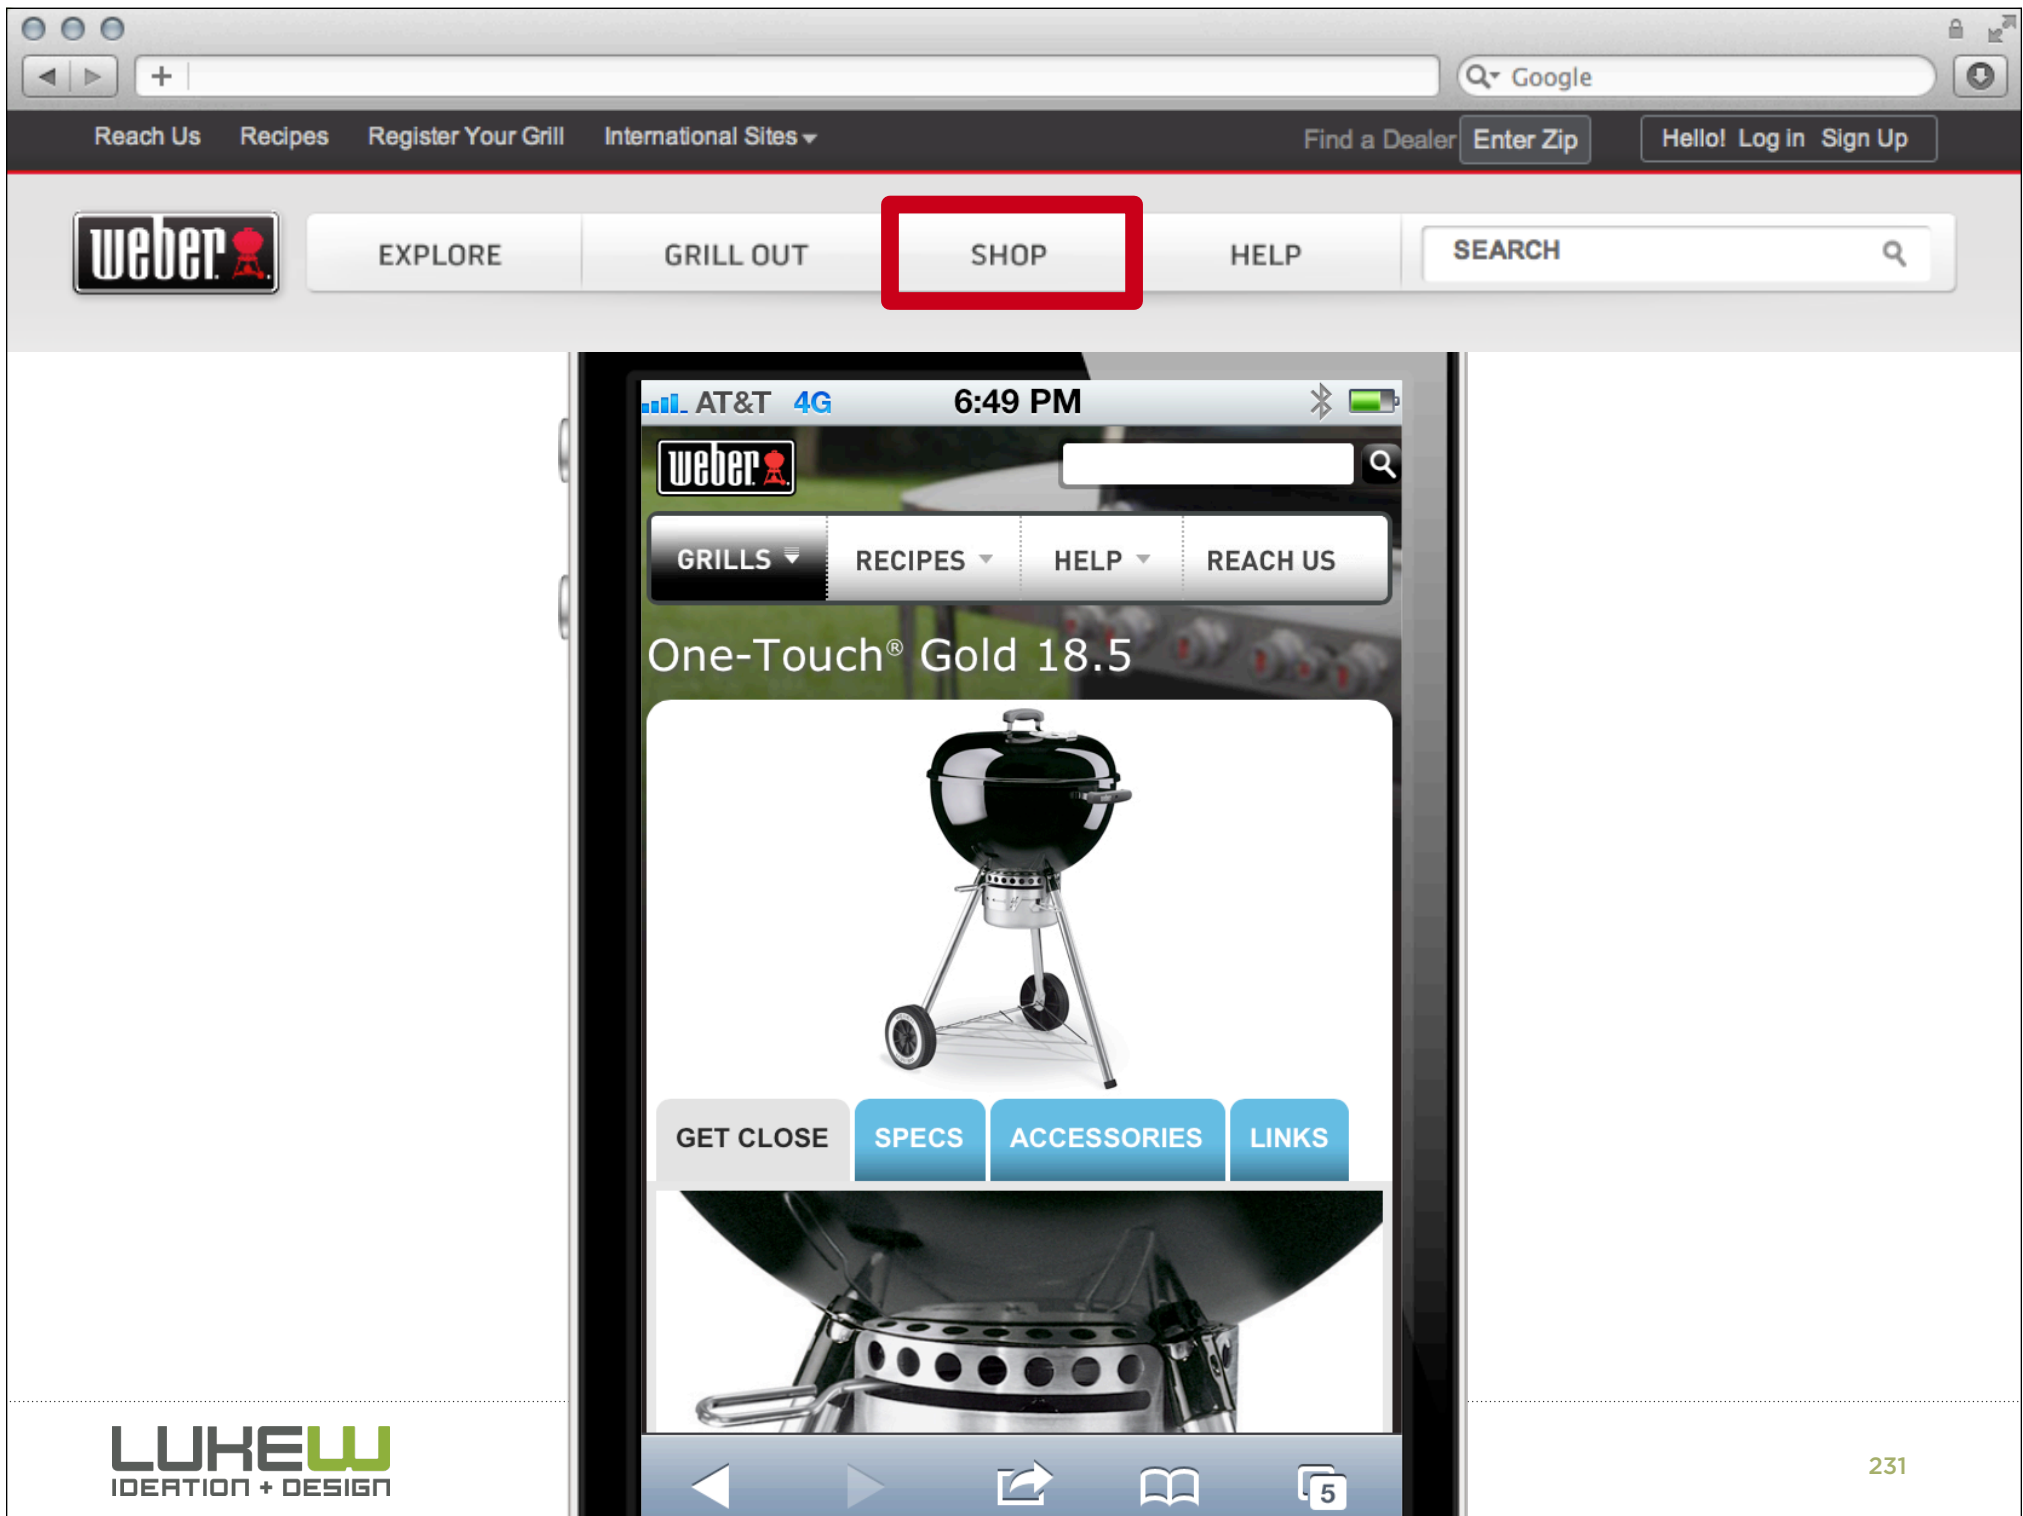 Google
Reach Us Recipes Register Your Grill International Sites Find a Dealer Enter Zip Hello! Log in Sign Up
weber EXPLORE GRILL OUT SHOP HELP SEARCH
AT&T 4G 6:49 PM
weber
GRILLS RECIPES HELP REACH US
One-Touch® Gold 18.5
GET CLOSE SPECS ACCESSORIES LINKS
LUKEW
IDEATION + DESIGN
5
231